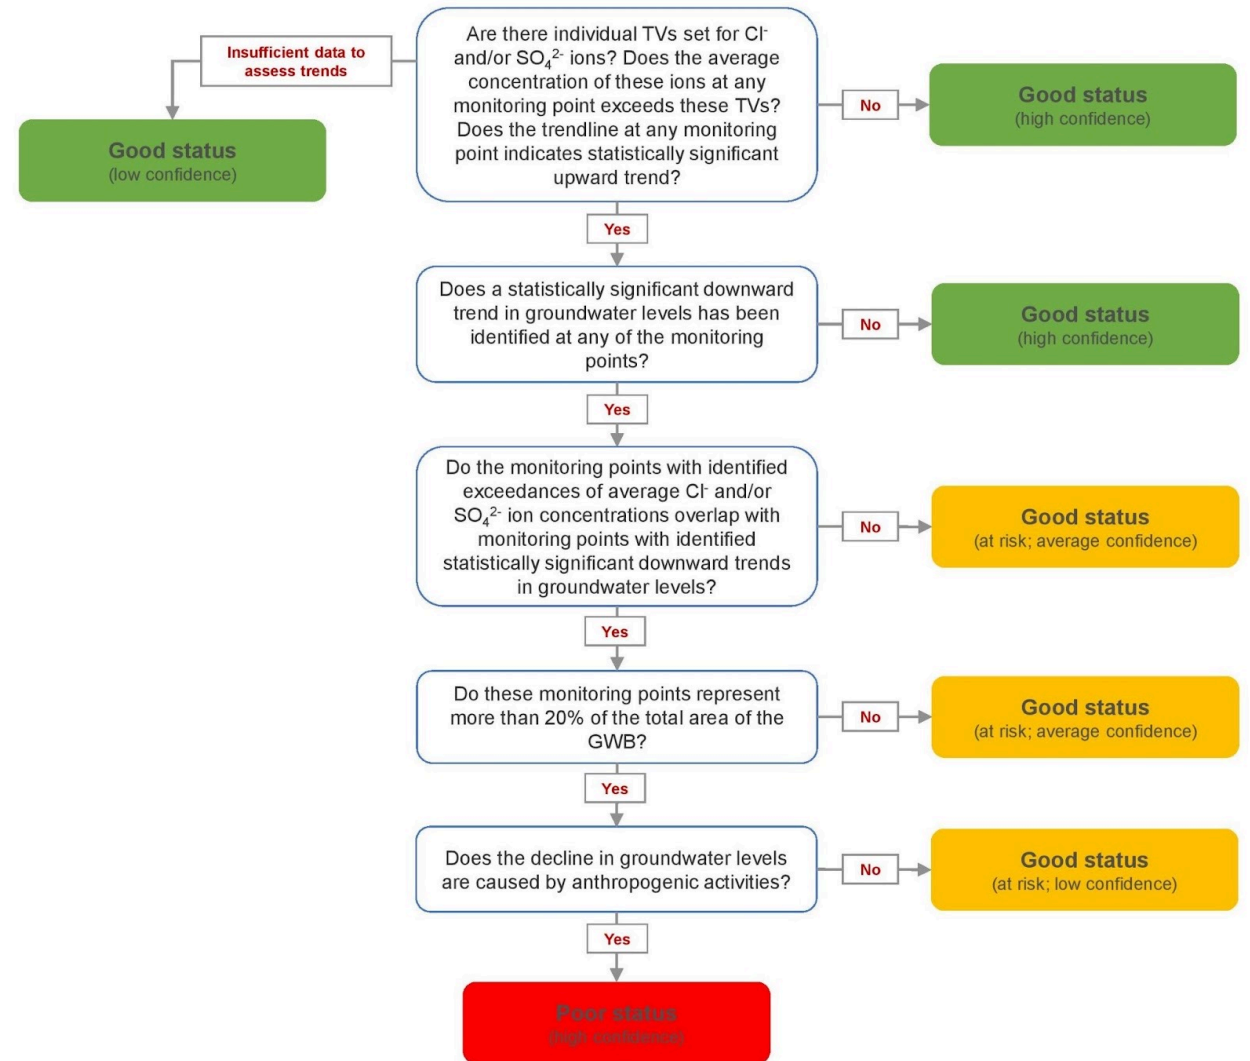 Insufficient data to
assess trends
Good status
(low confidence)
Are there individual TVs set for Cl⁻
and/or SO₄²⁻ ions? Does the average
concentration of these ions at any
monitoring point exceeds these TVs?
Does the trendline at any monitoring
point indicates statistically significant
upward trend?
No
Good status
(high confidence)
Yes
Does a statistically significant downward
trend in groundwater levels has been
identified at any of the monitoring
points?
No
Good status
(high confidence)
Yes
Do the monitoring points with identified
exceedances of average Cl⁻ and/or
SO₄²⁻ ion concentrations overlap with
monitoring points with identified
statistically significant downward trends
in groundwater levels?
No
Good status
(at risk; average confidence)
Yes
Do these monitoring points represent
more than 20% of the total area of the
GWB?
No
Good status
(at risk; average confidence)
Yes
Does the decline in groundwater levels
are caused by anthropogenic activities?
No
Good status
(at risk; low confidence)
Yes
Poor status
(high confidence)